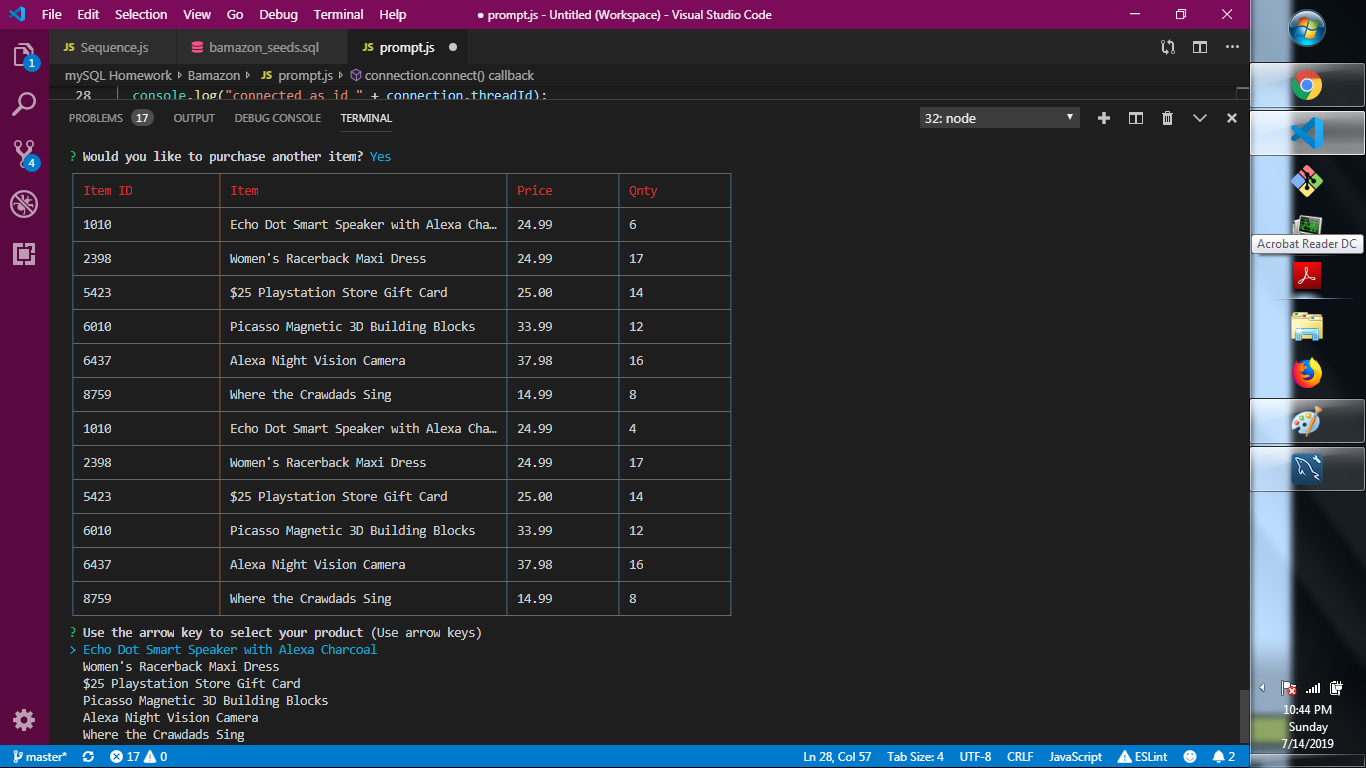 File Edit Selection View Go Debug Terminal Help ● prompt.js - Untitled (Workspace) - Visual Studio Code
JS Sequence.js bamazon_seeds.sql JS prompt.js ●
mySQL Homework › Bamazon › JS prompt.js › connection.connect() callback
28 console.log("connected as id " + connection.threadId);
PROBLEMS 17 OUTPUT DEBUG CONSOLE TERMINAL 32: node
? Would you like to purchase another item? Yes
Item ID Item Price Qnty
1010 Echo Dot Smart Speaker with Alexa Cha… 24.99 6
2398 Women's Racerback Maxi Dress 24.99 17
5423 $25 Playstation Store Gift Card 25.00 14
6010 Picasso Magnetic 3D Building Blocks 33.99 12
6437 Alexa Night Vision Camera 37.98 16
8759 Where the Crawdads Sing 14.99 8
1010 Echo Dot Smart Speaker with Alexa Cha… 24.99 4
2398 Women's Racerback Maxi Dress 24.99 17
5423 $25 Playstation Store Gift Card 25.00 14
6010 Picasso Magnetic 3D Building Blocks 33.99 12
6437 Alexa Night Vision Camera 37.98 16
8759 Where the Crawdads Sing 14.99 8
? Use the arrow key to select your product (Use arrow keys)
> Echo Dot Smart Speaker with Alexa Charcoal
Women's Racerback Maxi Dress
$25 Playstation Store Gift Card
Picasso Magnetic 3D Building Blocks
Alexa Night Vision Camera
Where the Crawdads Sing
master* 17 0 Ln 28, Col 57 Tab Size: 4 UTF-8 CRLF JavaScript ESLint 2
1
4
Acrobat Reader DC
10:44 PM
Sunday
7/14/2019